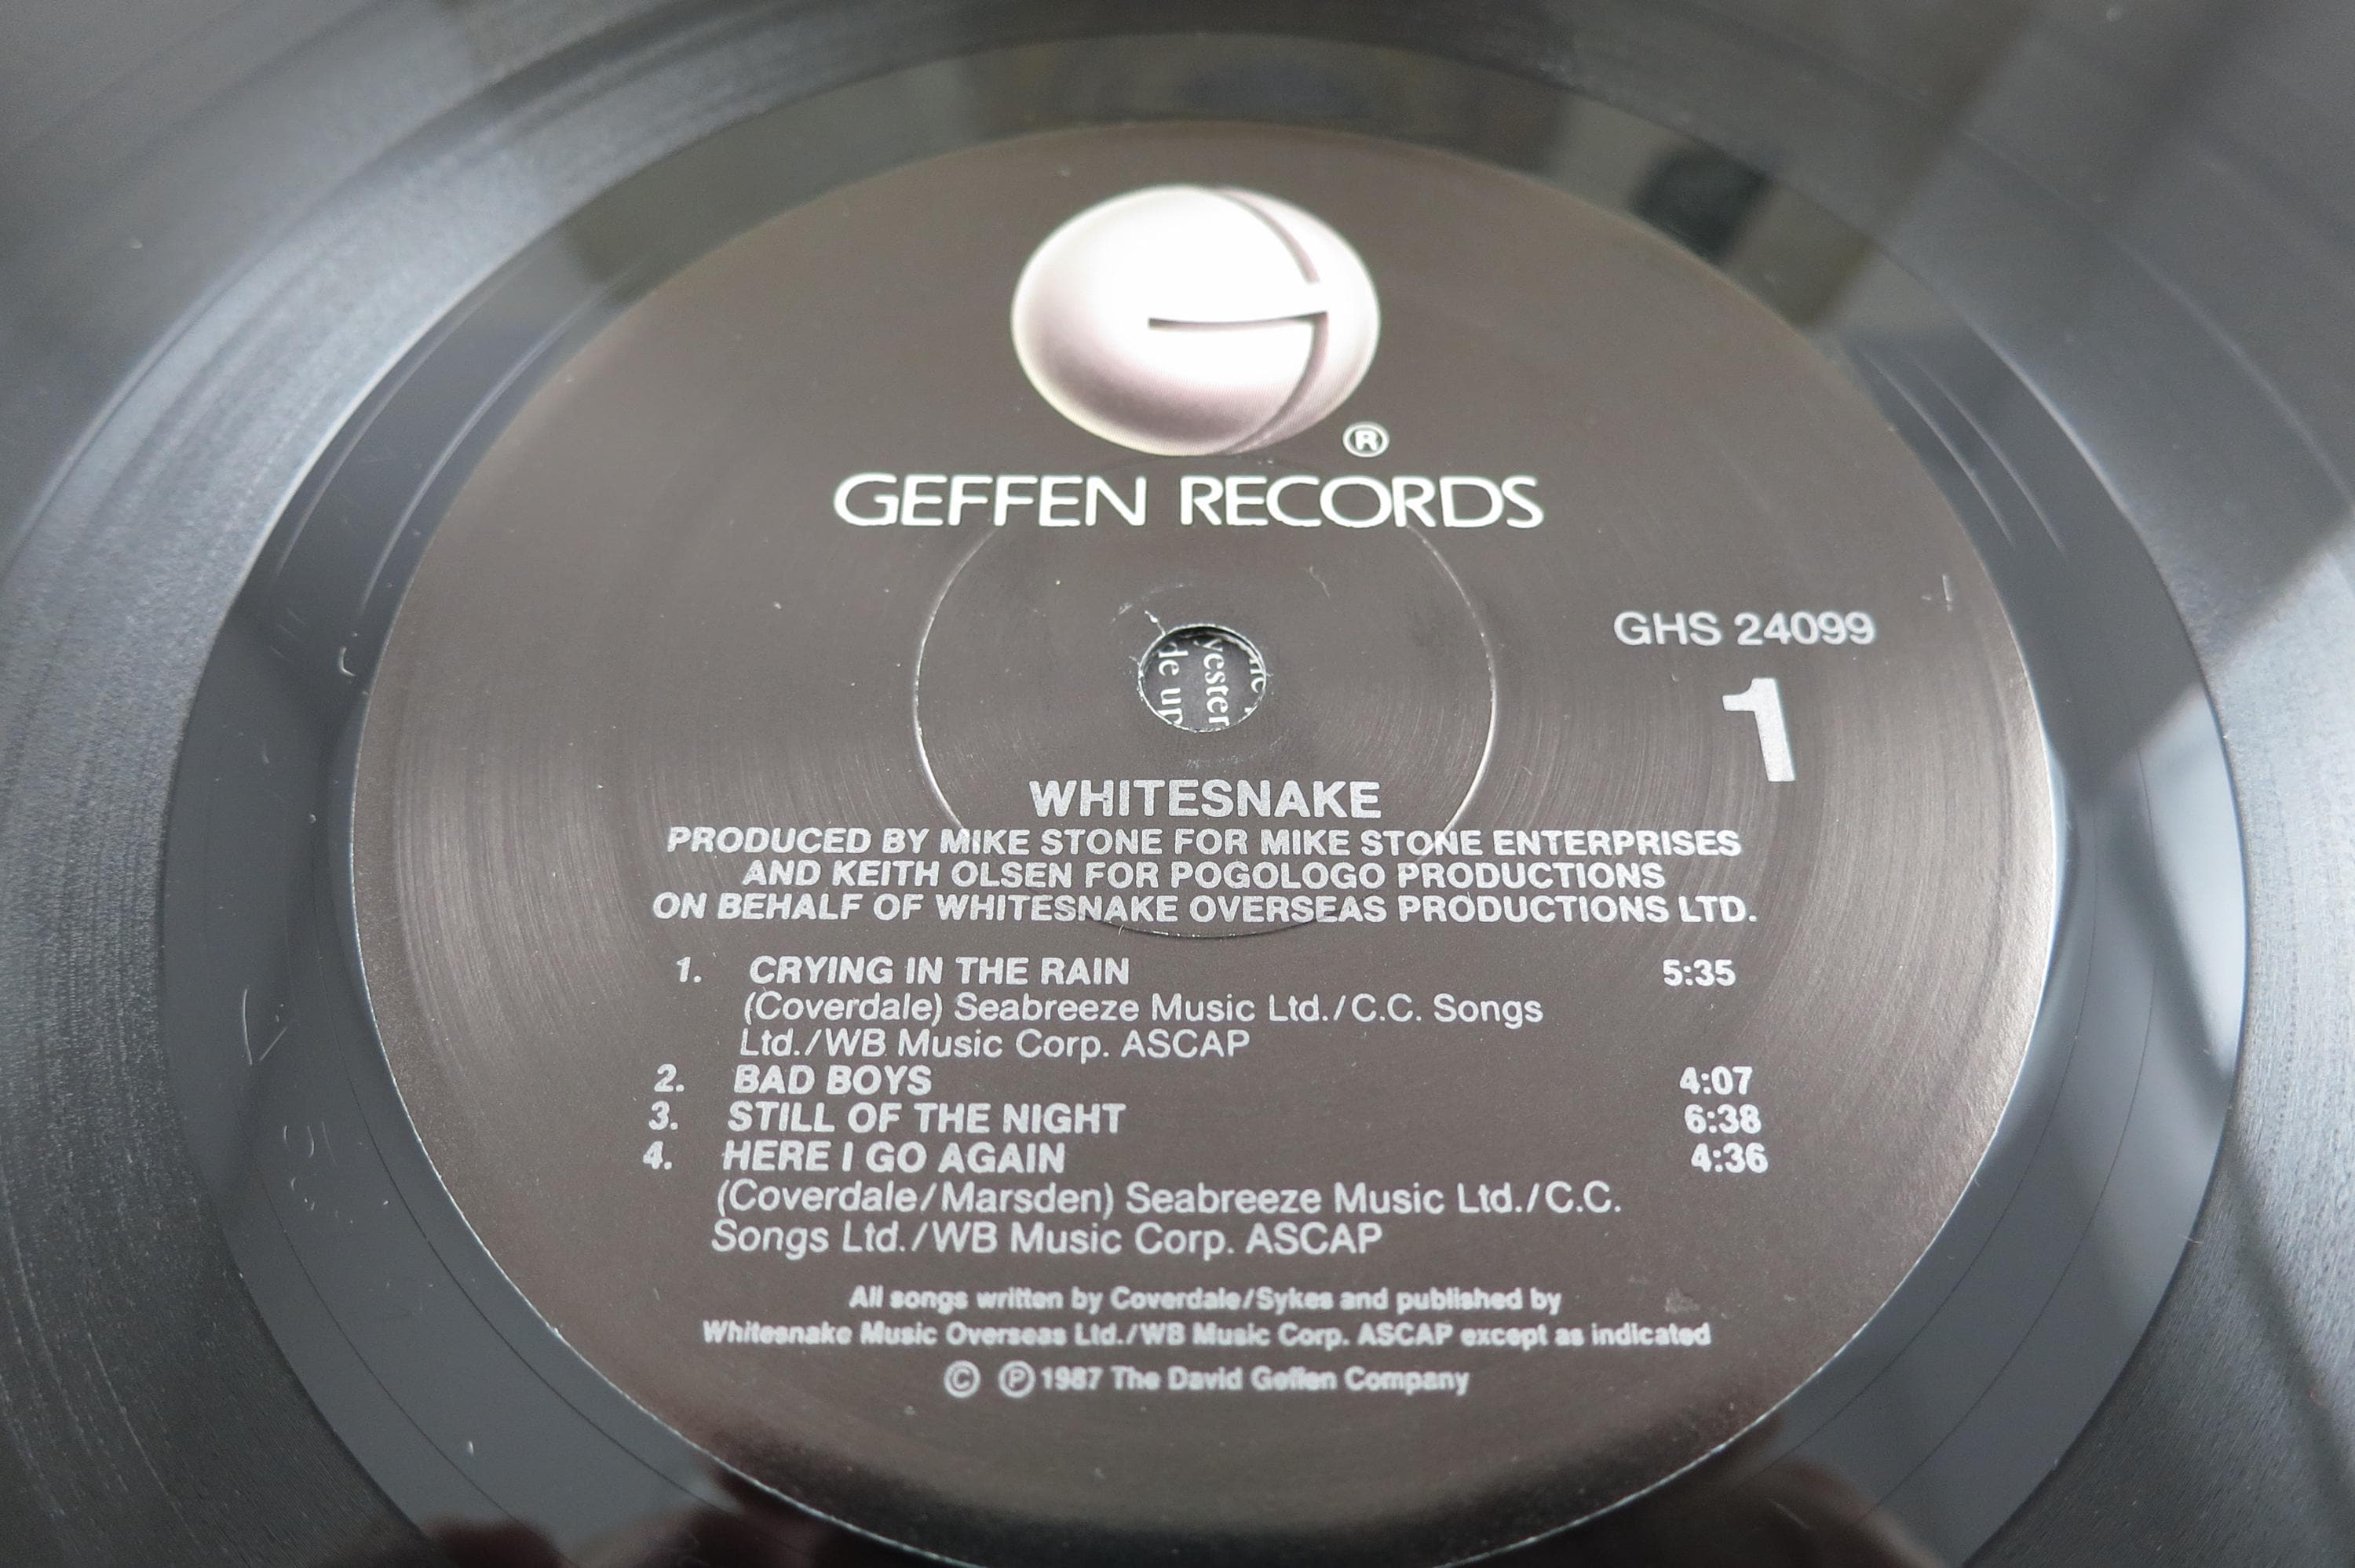 ®
GEFFEN RECORDS
GHS 24099
1
yester
de up
WHITESNAKE
PRODUCED BY MIKE STONE FOR MIKE STONE ENTERPRISES
AND KEITH OLSEN FOR POGOLOGO PRODUCTIONS
ON BEHALF OF WHITESNAKE OVERSEAS PRODUCTIONS LTD.
1. CRYING IN THE RAIN 5:35
(Coverdale) Seabreeze Music Ltd./C.C. Songs
Ltd./WB Music Corp. ASCAP
2. BAD BOYS 4:07
3. STILL OF THE NIGHT 6:38
4. HERE I GO AGAIN 4:36
(Coverdale/Marsden) Seabreeze Music Ltd./C.C.
Songs Ltd./WB Music Corp. ASCAP
All songs written by Coverdale/Sykes and published by
Whitesnake Music Overseas Ltd./WB Music Corp. ASCAP except as indicated
© ℗ 1987 The David Geffen Company